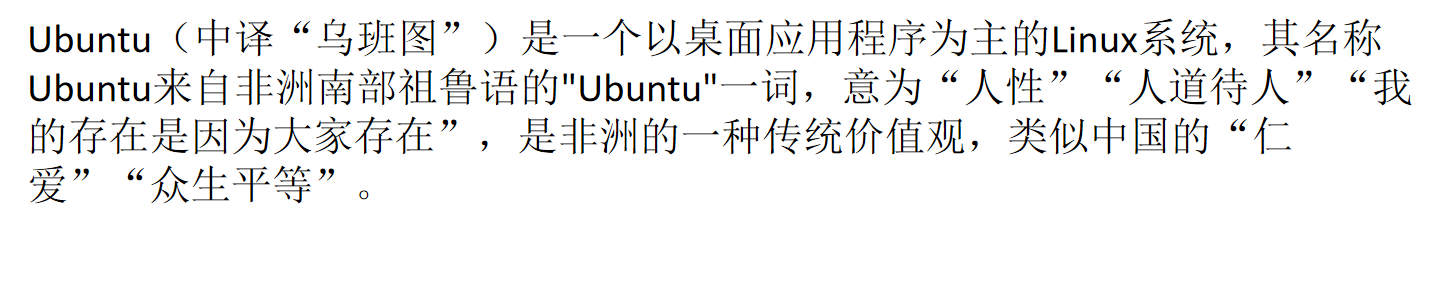 Ubuntu（中译“乌班图”）是一个以桌面应用程序为主的Linux系统，其名称
Ubuntu来自非洲南部祖鲁语的"Ubuntu"一词，意为“人性”“人道待人”“我
的存在是因为大家存在”，是非洲的一种传统价值观，类似中国的“仁
爱”“众生平等”。